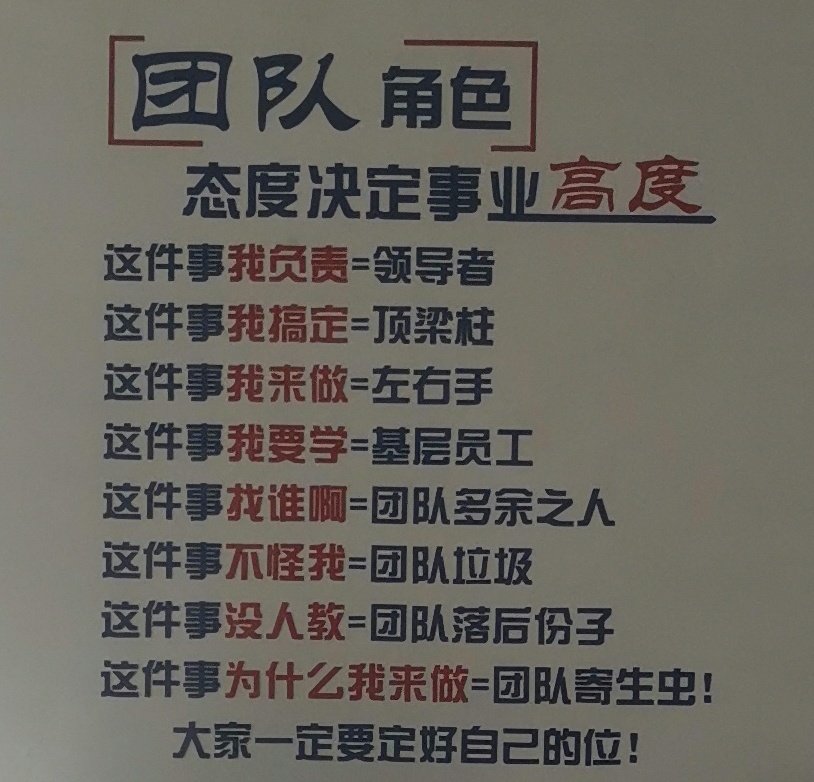 团队角色
态度决定事业高度
这件事我负责=领导者
这件事我搞定=顶梁柱
这件事我来做=左右手
这件事我要学=基层员工
这件事找谁啊=团队多余之人
这件事不怪我=团队垃圾
这件事没人教=团队落后份子
这件事为什么我来做=团队寄生虫!
大家一定要定好自己的位!